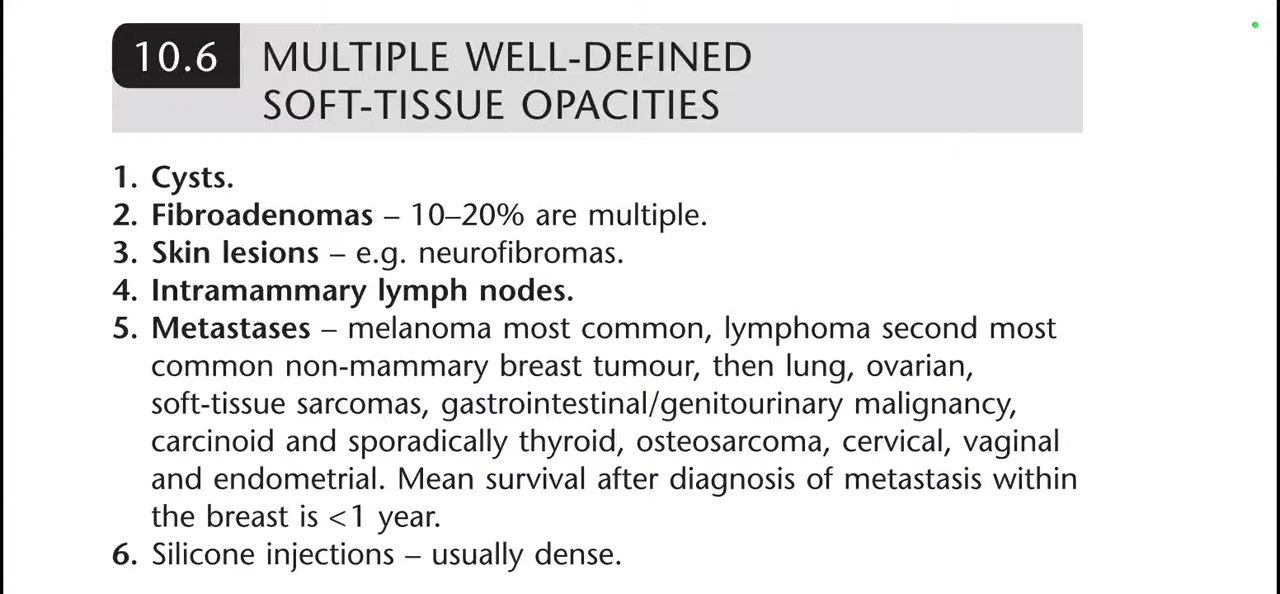 10.6 MULTIPLE WELL-DEFINED
SOFT-TISSUE OPACITIES
1. Cysts.
2. Fibroadenomas – 10–20% are multiple.
3. Skin lesions – e.g. neurofibromas.
4. Intramammary lymph nodes.
5. Metastases – melanoma most common, lymphoma second most
common non-mammary breast tumour, then lung, ovarian,
soft-tissue sarcomas, gastrointestinal/genitourinary malignancy,
carcinoid and sporadically thyroid, osteosarcoma, cervical, vaginal
and endometrial. Mean survival after diagnosis of metastasis within
the breast is <1 year.
6. Silicone injections – usually dense.